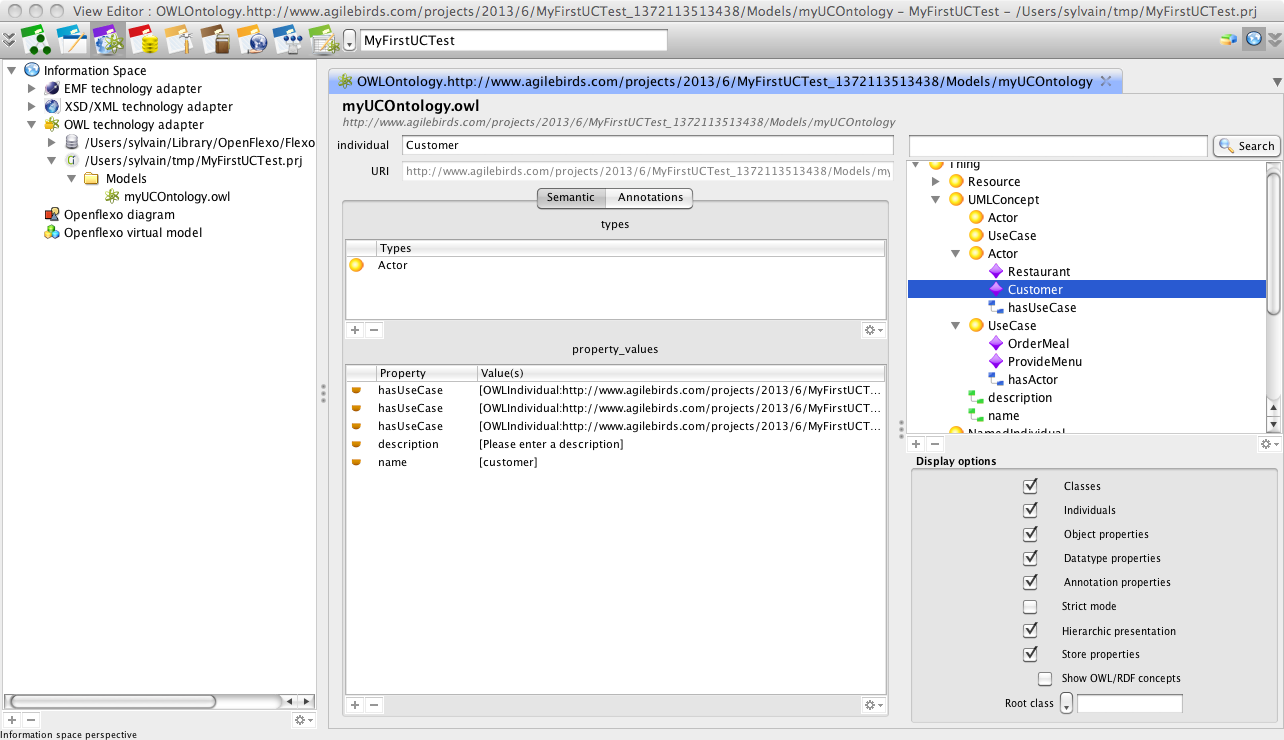 View Editor : OWLOntology.http://www.agilebirds.com/projects/2013/6/MyFirstUCTest_1372113513438/Models/myUCOntology – MyFirstUCTest – /Users/sylvain/tmp/MyFirstUCTest.prj
MyFirstUCTest
Information Space
EMF technology adapter
XSD/XML technology adapter
OWL technology adapter
/Users/sylvain/Library/OpenFlexo/Flexo
/Users/sylvain/tmp/MyFirstUCTest.prj
Models
myUCOntology.owl
Openflexo diagram
Openflexo virtual model
Information space perspective
OWLOntology.http://www.agilebirds.com/projects/2013/6/MyFirstUCTest_1372113513438/Models/myUCOntology
myUCOntology.owl
http://www.agilebirds.com/projects/2013/6/MyFirstUCTest_1372113513438/Models/myUCOntology
individual Customer
URI http://www.agilebirds.com/projects/2013/6/MyFirstUCTest_1372113513438/Models/my
Semantic Annotations
types
Types
Actor
property_values
Property Value(s)
hasUseCase [OWLIndividual:http://www.agilebirds.com/projects/2013/6/MyFirstUCT...
hasUseCase [OWLIndividual:http://www.agilebirds.com/projects/2013/6/MyFirstUCT...
hasUseCase [OWLIndividual:http://www.agilebirds.com/projects/2013/6/MyFirstUCT...
description [Please enter a description]
name [customer]
Search
Thing
Resource
UMLConcept
Actor
UseCase
Actor
Restaurant
Customer
hasUseCase
UseCase
OrderMeal
ProvideMenu
hasActor
description
name
NamedIndividual
Display options
Classes
Individuals
Object properties
Datatype properties
Annotation properties
Strict mode
Hierarchic presentation
Store properties
Show OWL/RDF concepts
Root class